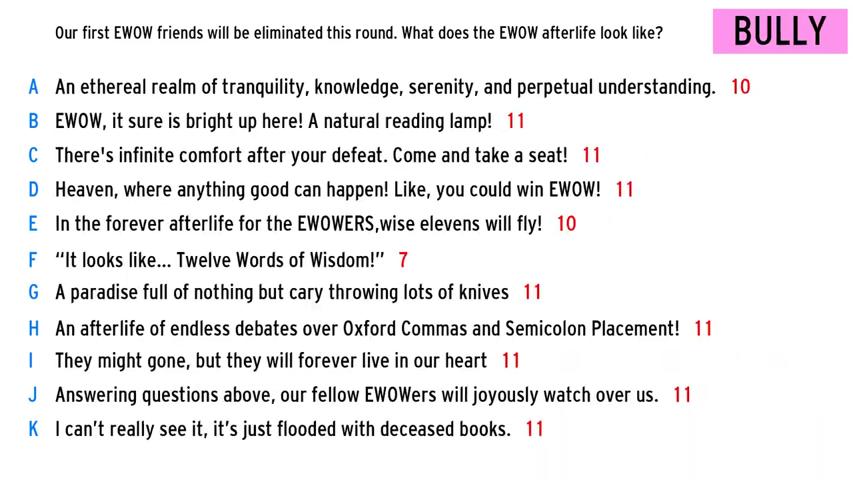 Our first EWOW friends will be eliminated this round. What does the EWOW afterlife look like?
BULLY
A An ethereal realm of tranquility, knowledge, serenity, and perpetual understanding. 10
B EWOW, it sure is bright up here! A natural reading lamp! 11
C There's infinite comfort after your defeat. Come and take a seat! 11
D Heaven, where anything good can happen! Like, you could win EWOW! 11
E In the forever afterlife for the EWOWERS,wise elevens will fly! 10
F “It looks like... Twelve Words of Wisdom!” 7
G A paradise full of nothing but cary throwing lots of knives 11
H An afterlife of endless debates over Oxford Commas and Semicolon Placement! 11
I They might gone, but they will forever live in our heart 11
J Answering questions above, our fellow EWOWers will joyously watch over us. 11
K I can’t really see it, it’s just flooded with deceased books. 11